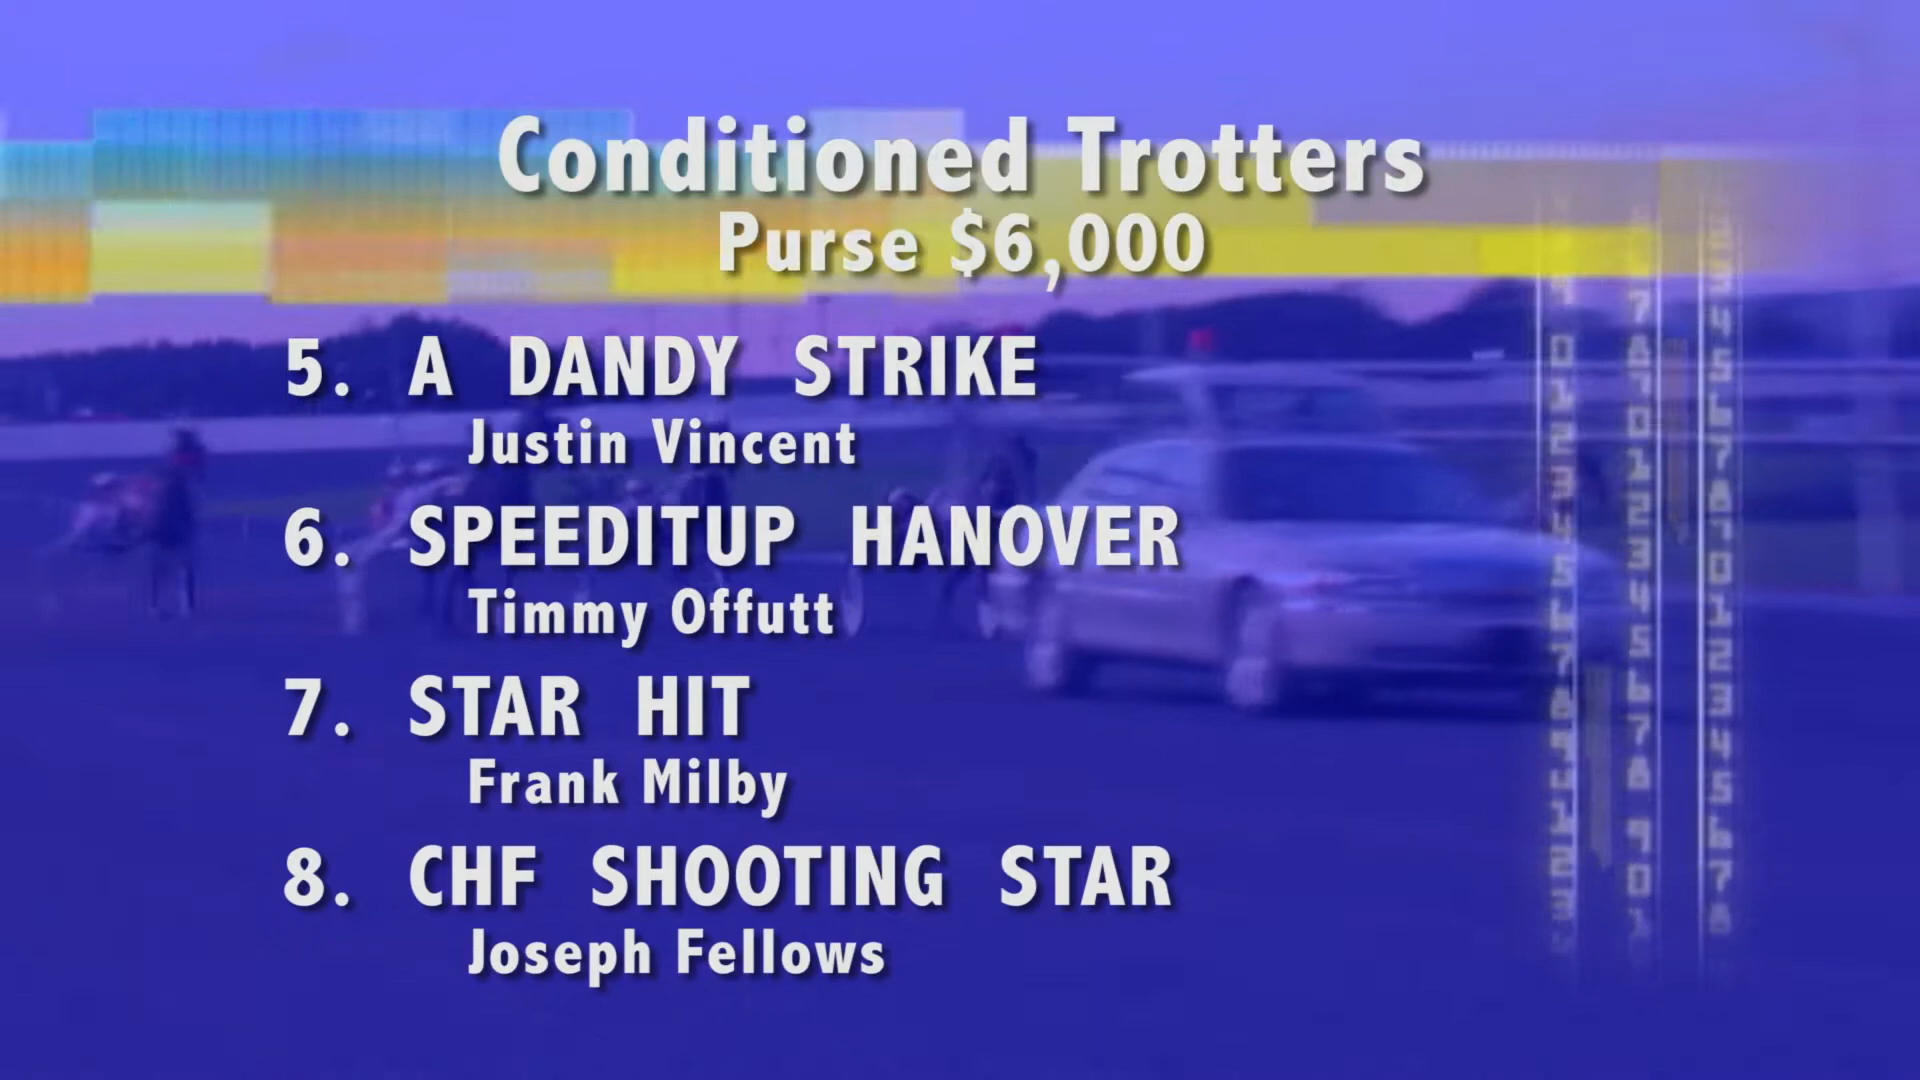 Conditioned Trotters
Purse $6,000
5. A DANDY STRIKE
Justin Vincent
6. SPEEDITUP HANOVER
Timmy Offutt
7. STAR HIT
Frank Milby
8. CHF SHOOTING STAR
Joseph Fellows